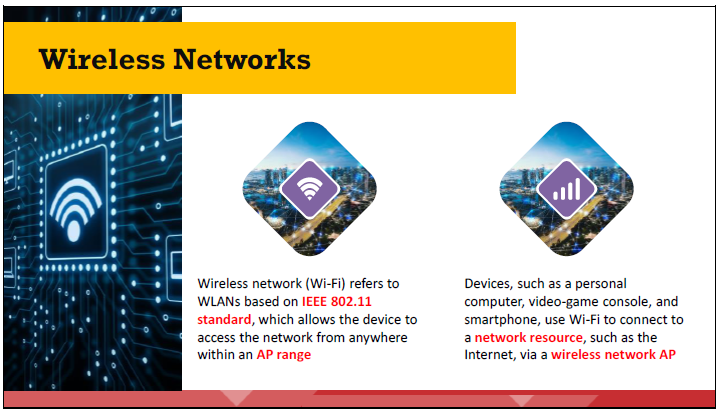 Wireless Networks
Wireless network (Wi-Fi) refers to
WLANs based on IEEE 802.11
standard, which allows the device to
access the network from anywhere
within an AP range
Devices, such as a personal
computer, video-game console, and
smartphone, use Wi-Fi to connect to
a network resource, such as the
Internet, via a wireless network AP